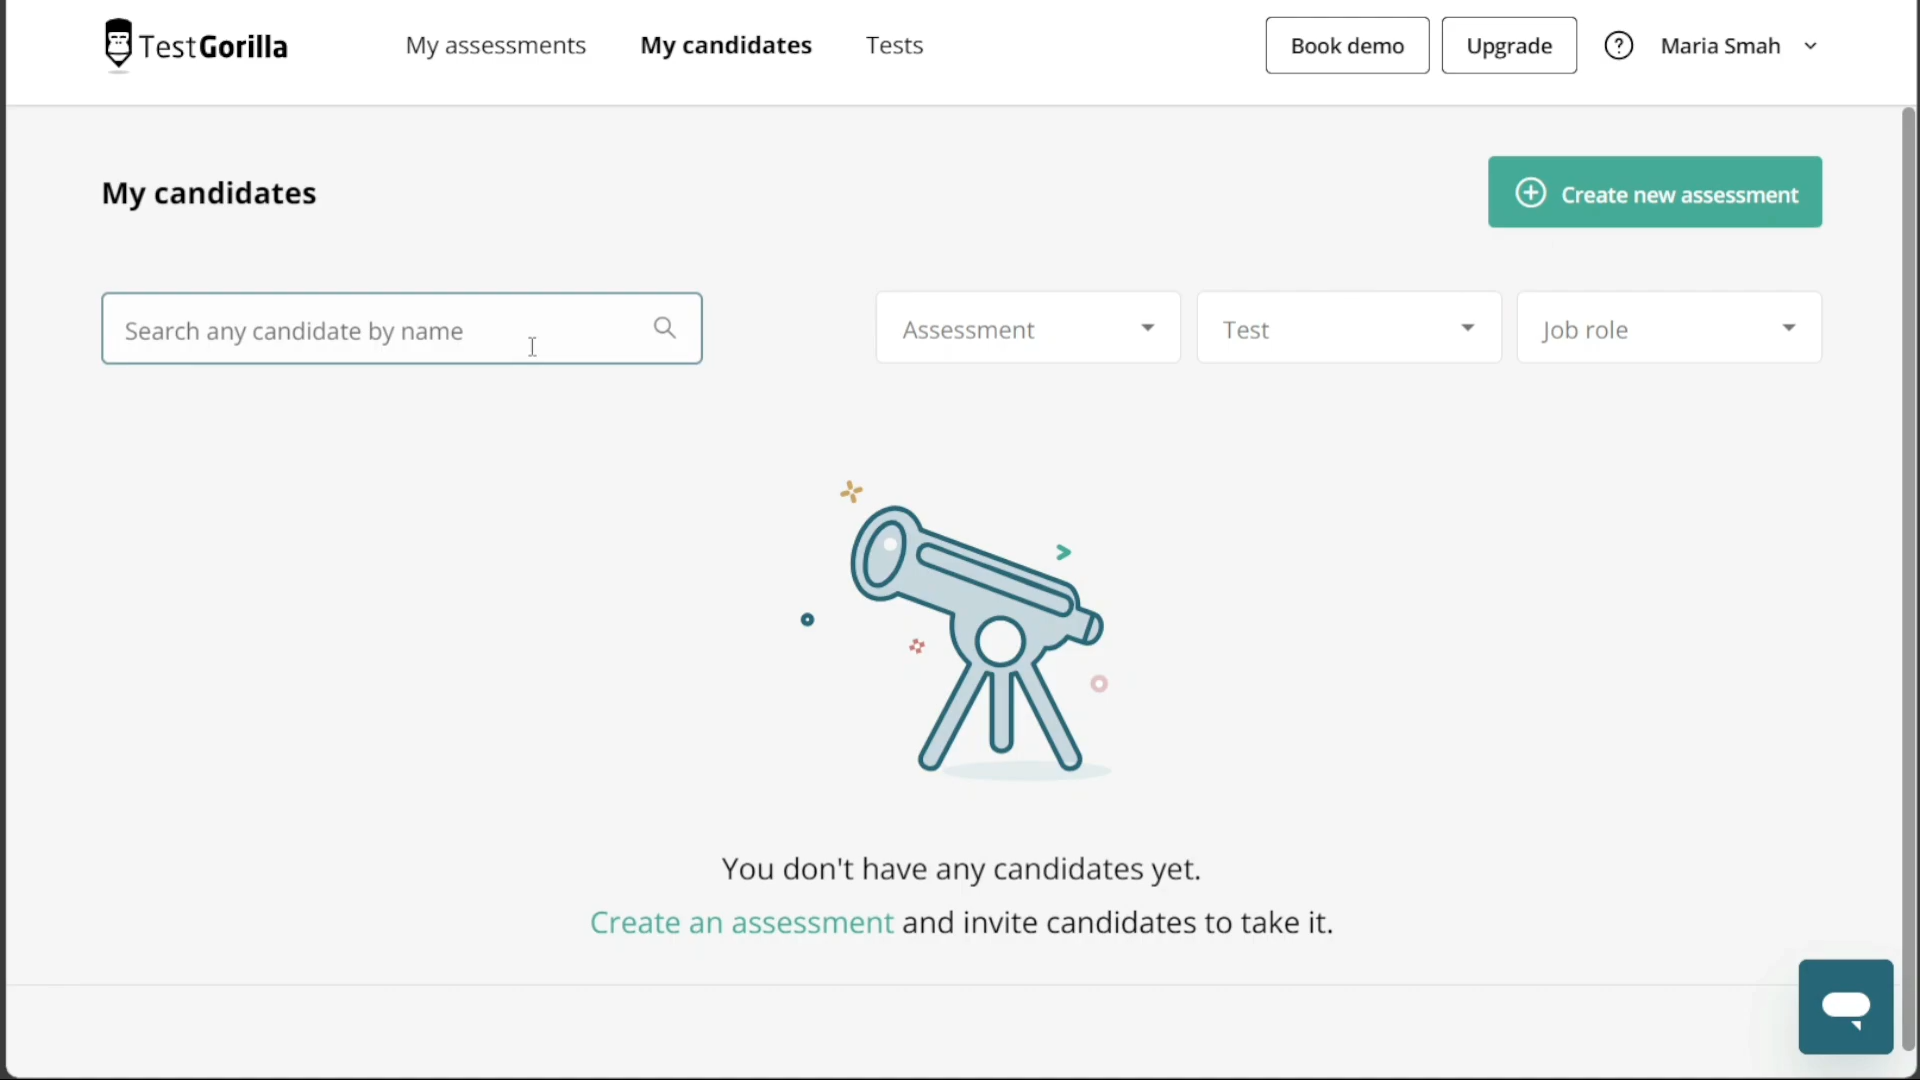 TestGorilla My assessments My candidates Tests Book demo Upgrade ? Maria Smah
My candidates
Create new assessment
Search any candidate by name Assessment Test Job role
You don't have any candidates yet.
Create an assessment and invite candidates to take it.